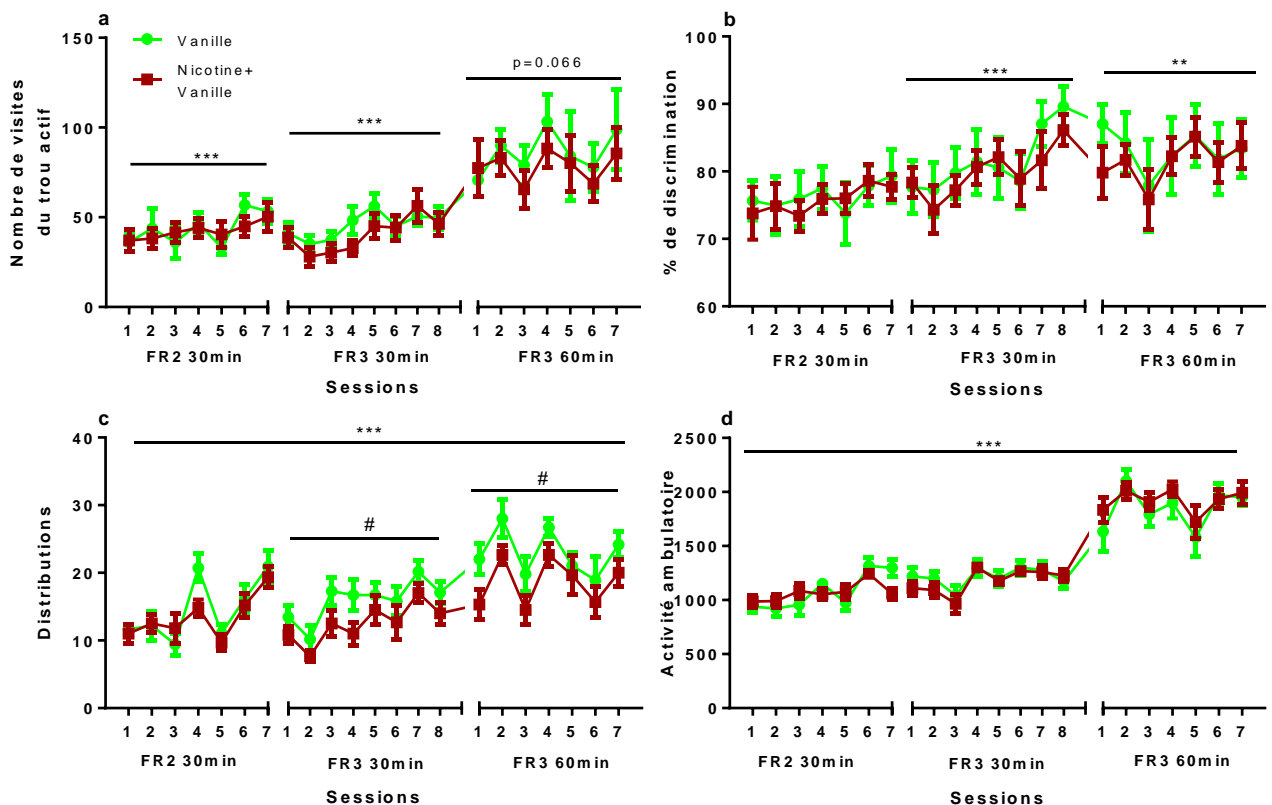 a
Nombre de visites
du trou actif
150
100
50
0
Vanille
Nicotine+
Vanille
***
***
p=0.066
1 2 3 4 5 6 7 1 2 3 4 5 6 7 8 1 2 3 4 5 6 7
FR2 30min FR3 30min FR3 60min
Sessions
b
% de discrimination
100
90
80
70
60
***
**
1 2 3 4 5 6 7 1 2 3 4 5 6 7 8 1 2 3 4 5 6 7
FR2 30min FR3 30min FR3 60min
Sessions
c
Distributions
40
30
20
10
0
***
#
#
1 2 3 4 5 6 7 1 2 3 4 5 6 7 8 1 2 3 4 5 6 7
FR2 30min FR3 30min FR3 60min
Sessions
d
Activité ambulatoire
2500
2000
1500
1000
500
0
***
1 2 3 4 5 6 7 1 2 3 4 5 6 7 8 1 2 3 4 5 6 7
FR2 30min FR3 30min FR3 60min
Sessions